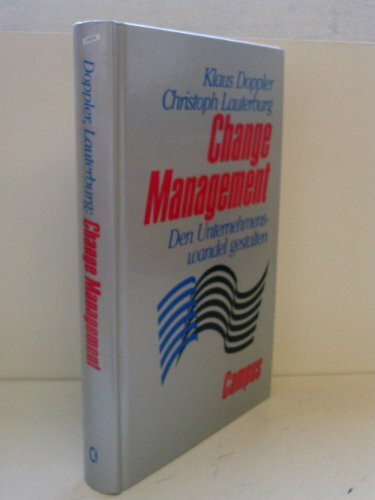 Klaus Doppler
Christoph Lauterburg
Change
Management
Den Unternehmens-
wandel gestalten
Campus
Doppler, Lauterburg: Change Management